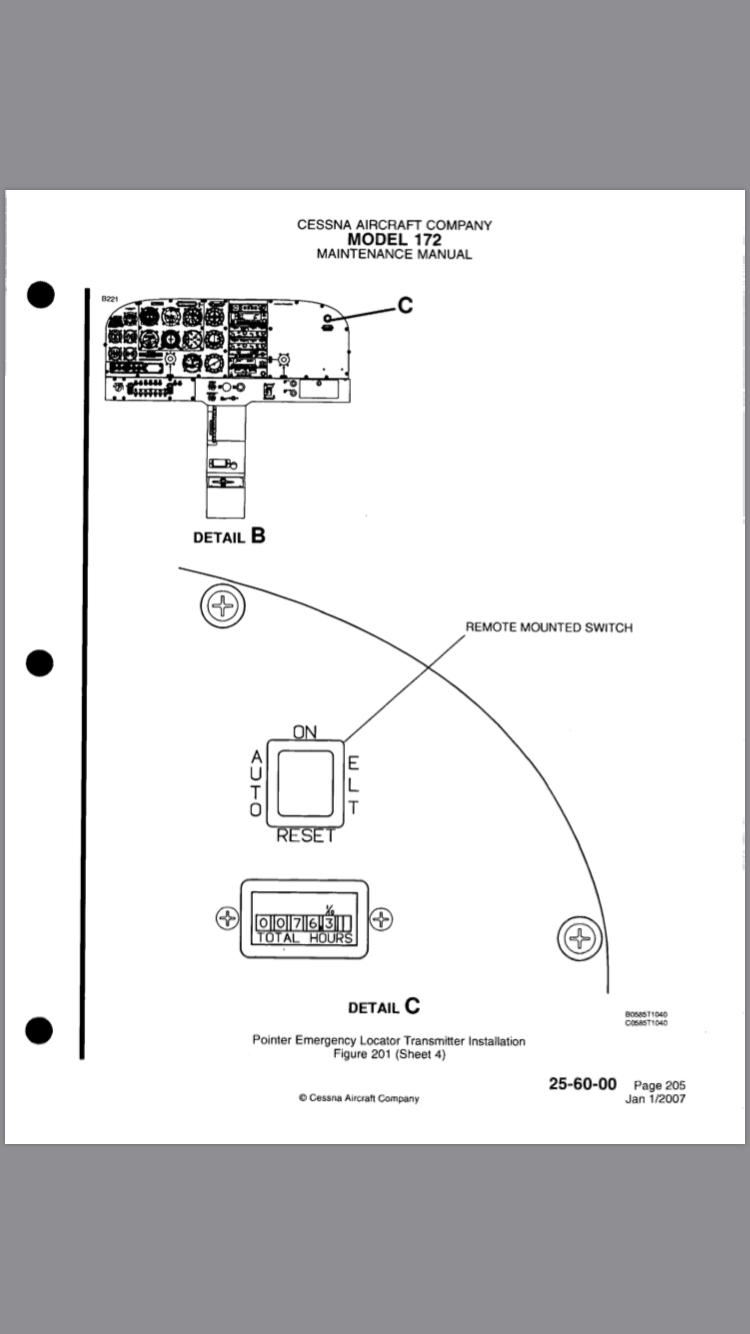 CESSNA AIRCRAFT COMPANY
MODEL 172
MAINTENANCE MANUAL
B221
C
DETAIL B
REMOTE MOUNTED SWITCH
ON
AUTO
ELT
RESET
1/10
0 0 7 6.3
TOTAL HOURS
DETAIL C
B0585T1040
C0585T1040
Pointer Emergency Locator Transmitter Installation
Figure 201 (Sheet 4)
25-60-00 Page 205
Jan 1/2007
© Cessna Aircraft Company